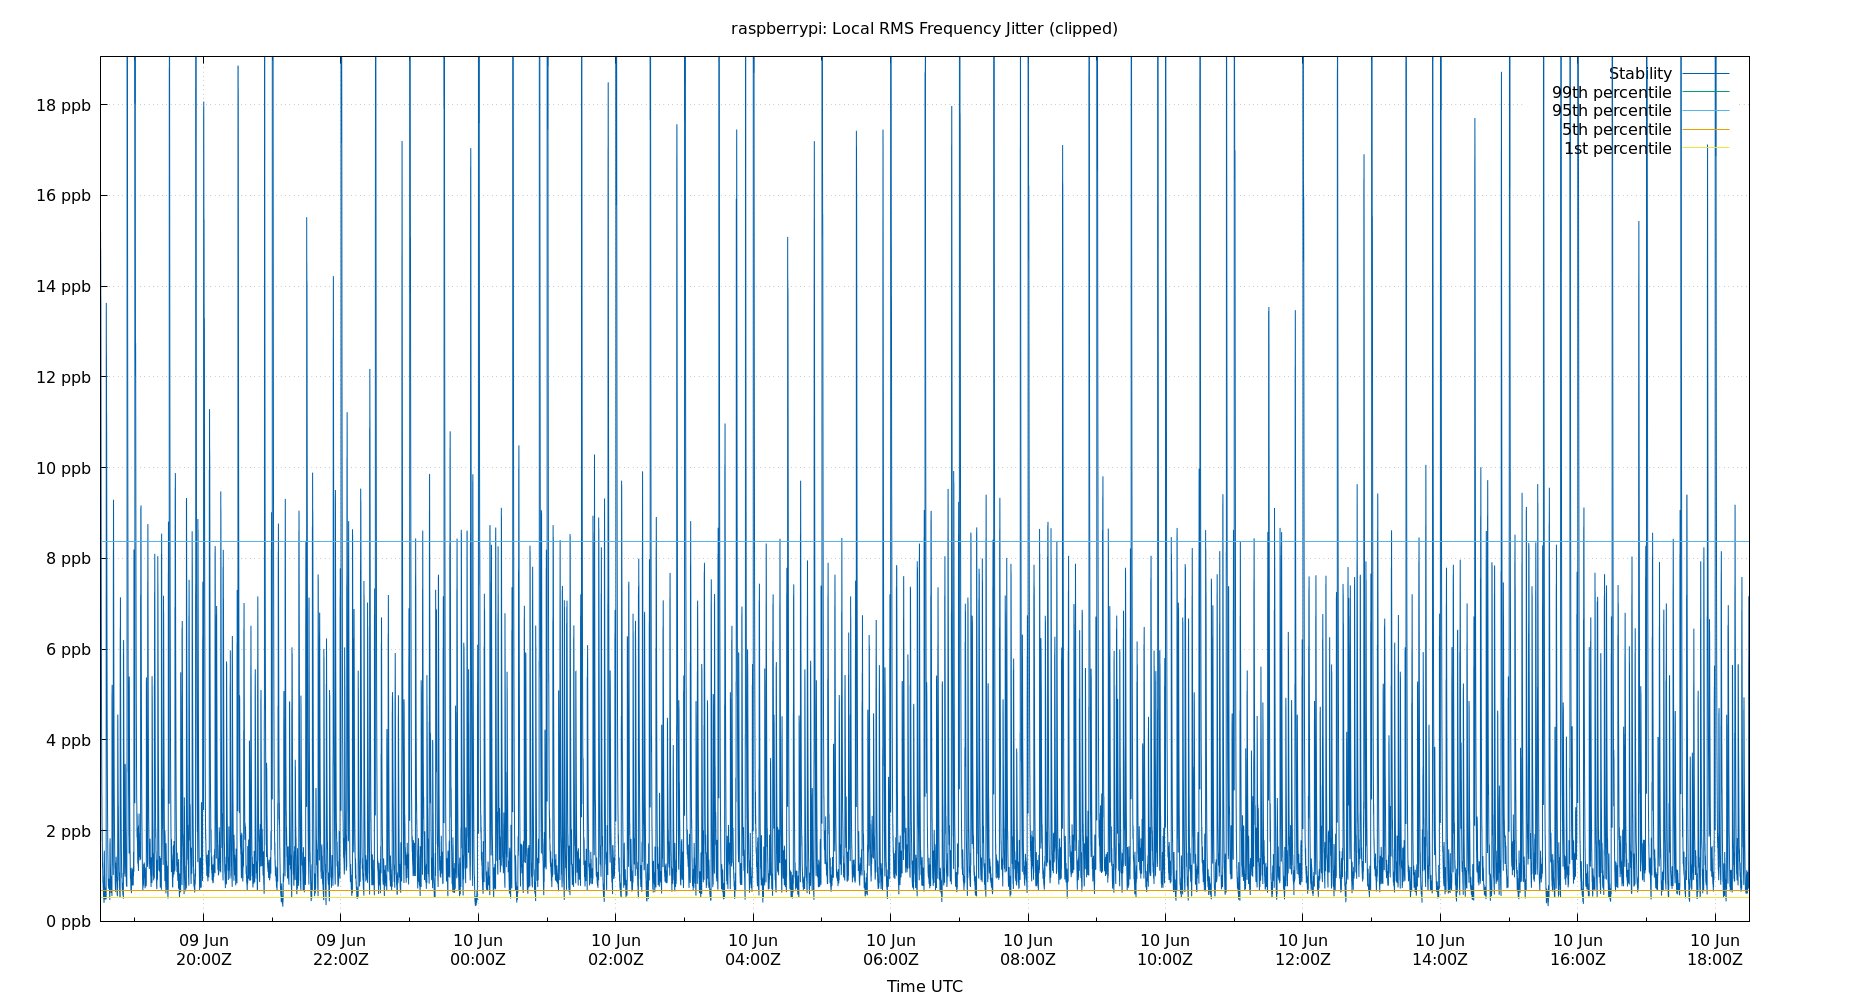 raspberrypi: Local RMS Frequency Jitter (clipped)
Stability
99th percentile
95th percentile
5th percentile
1st percentile
18 ppb
16 ppb
14 ppb
12 ppb
10 ppb
8 ppb
6 ppb
4 ppb
2 ppb
0 ppb
09 Jun 09 Jun 10 Jun 10 Jun 10 Jun 10 Jun 10 Jun 10 Jun 10 Jun 10 Jun 10 Jun 10 Jun
20:00Z 22:00Z 00:00Z 02:00Z 04:00Z 06:00Z 08:00Z 10:00Z 12:00Z 14:00Z 16:00Z 18:00Z
Time UTC